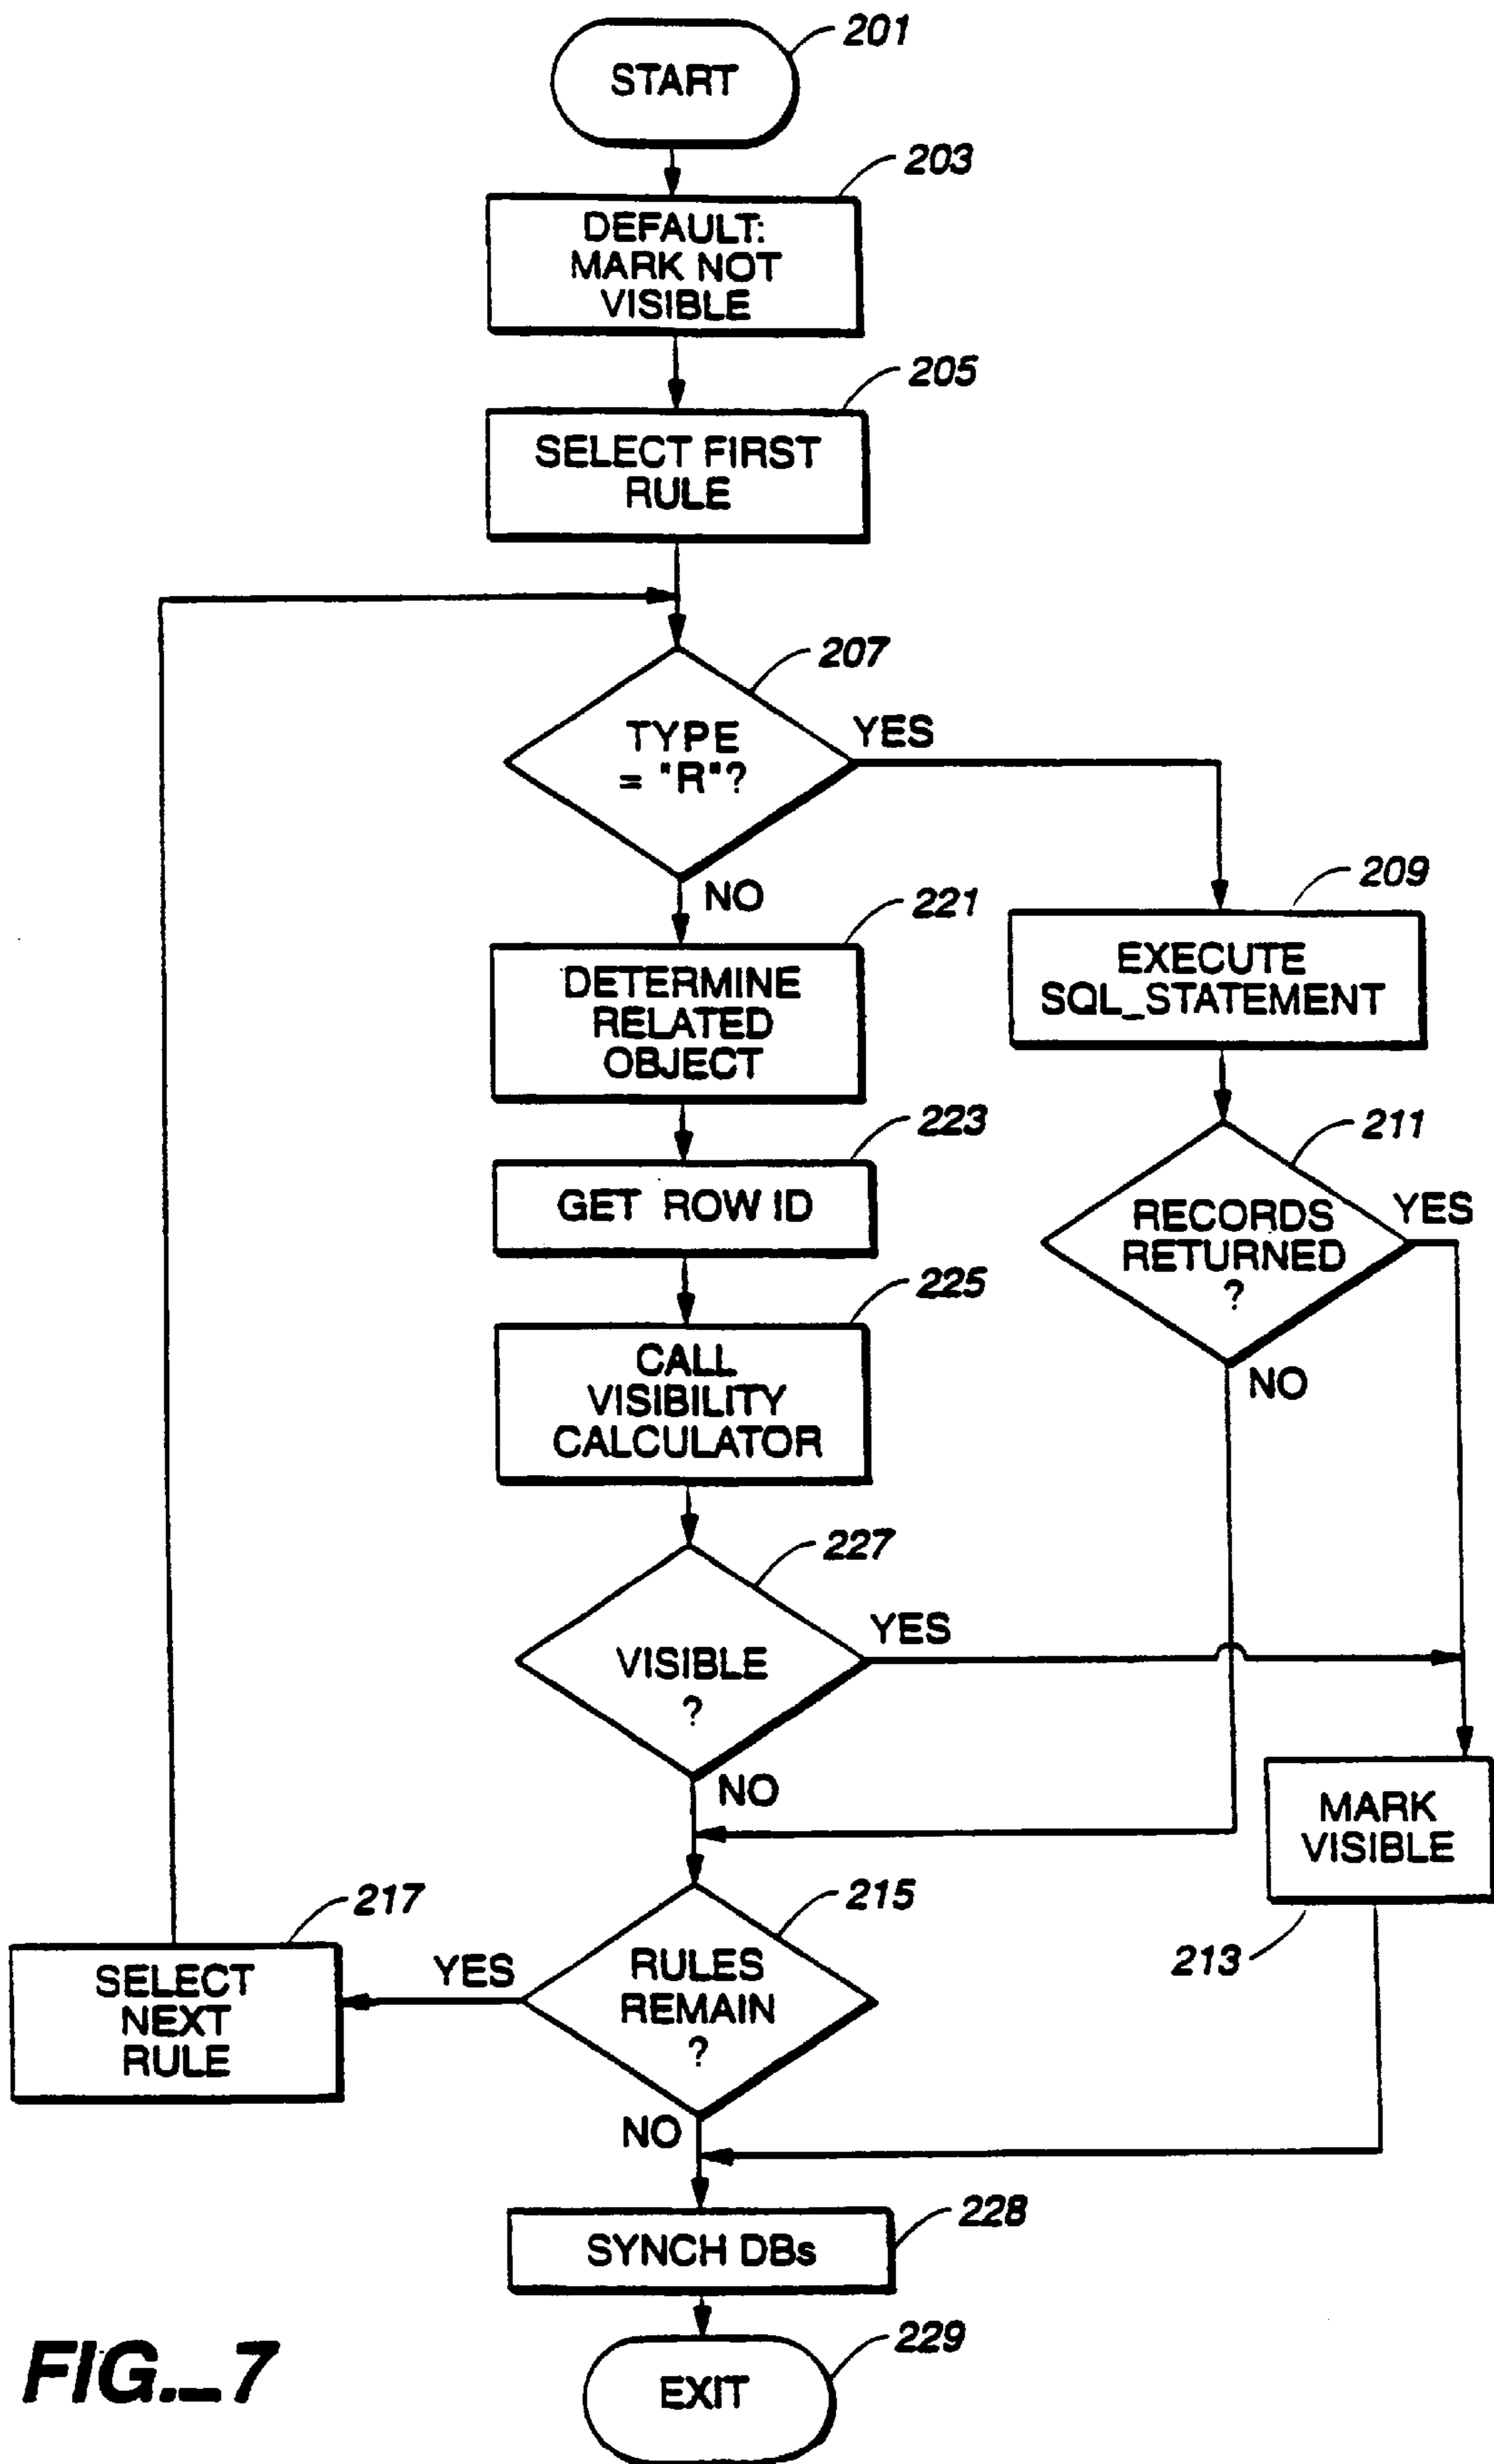 START
201
DEFAULT:
MARK NOT
VISIBLE
203
SELECT FIRST
RULE
205
TYPE
= "R"?
207
YES
NO
DETERMINE
RELATED
OBJECT
221
EXECUTE
SQL_STATEMENT
209
GET ROW ID
223
RECORDS
RETURNED
?
211
YES
NO
CALL
VISIBILITY
CALCULATOR
225
VISIBLE
?
227
YES
NO
MARK
VISIBLE
213
RULES
REMAIN
?
215
YES
NO
SELECT
NEXT
RULE
217
SYNCH DBs
228
EXIT
229
FIG._7